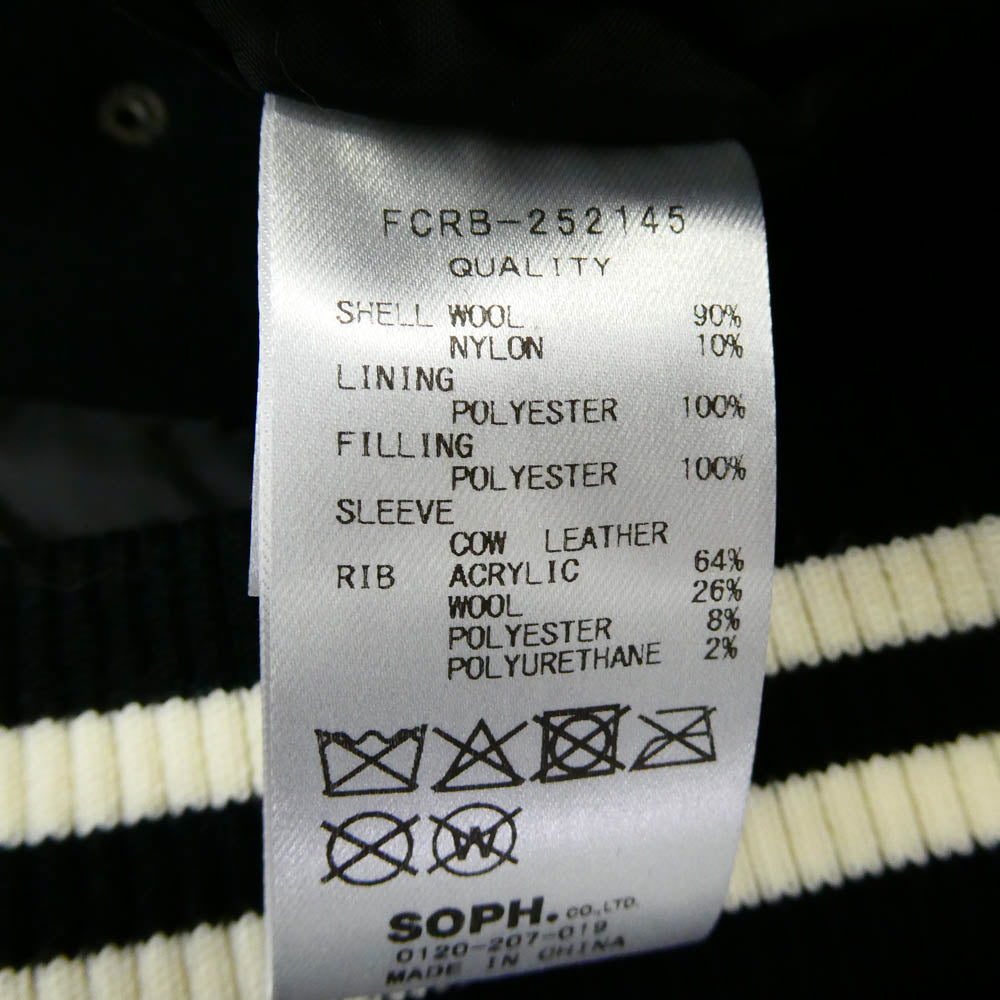 FCRB-252145
QUALITY
SHELL WOOL 90%
NYLON 10%
LINING
POLYESTER 100%
FILLING
POLYESTER 100%
SLEEVE
COW LEATHER
RIB ACRYLIC 64%
WOOL 26%
POLYESTER 8%
POLYURETHANE 2%
W
SOPH. CO.,LTD.
0120-207-019
MADE IN CHINA